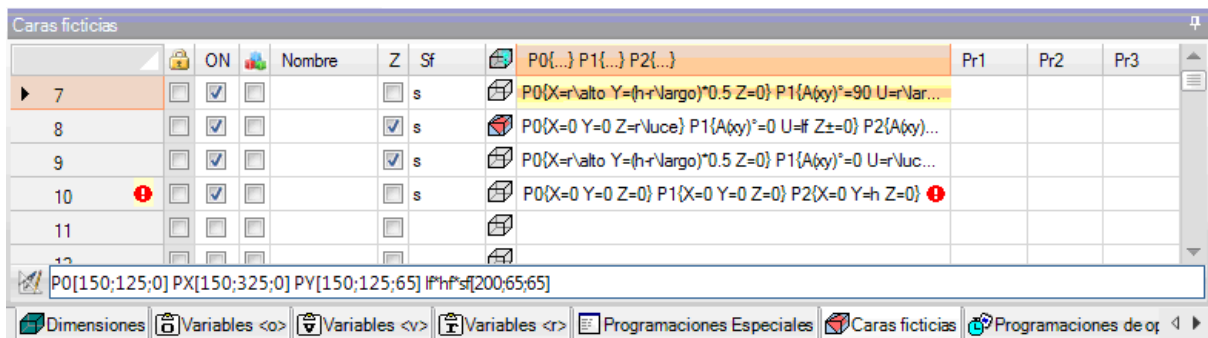 Caras ficticias
ON Nombre Z Sf P0{...} P1{...} P2{...} Pr1 Pr2 Pr3
7 s P0{X=r\alto Y=(h-r\largo)*0.5 Z=0} P1{A(xy)°=90 U=r\lar...
8 s P0{X=0 Y=0 Z=r\luce} P1{A(xy)°=0 U=lf Z±=0} P2{A(xy)...
9 s P0{X=r\alto Y=(h-r\largo)*0.5 Z=0} P1{A(xy)°=0 U=r\luc...
10 s P0{X=0 Y=0 Z=0} P1{X=0 Y=0 Z=0} P2{X=0 Y=h Z=0}
11
12
P0[150;125;0] PX[150;325;0] PY[150;125;65] lf*hf*sf[200;65;65]
Dimensiones Variables <o> Variables <v> Variables <r> Programaciones Especiales Caras ficticias Programaciones de op